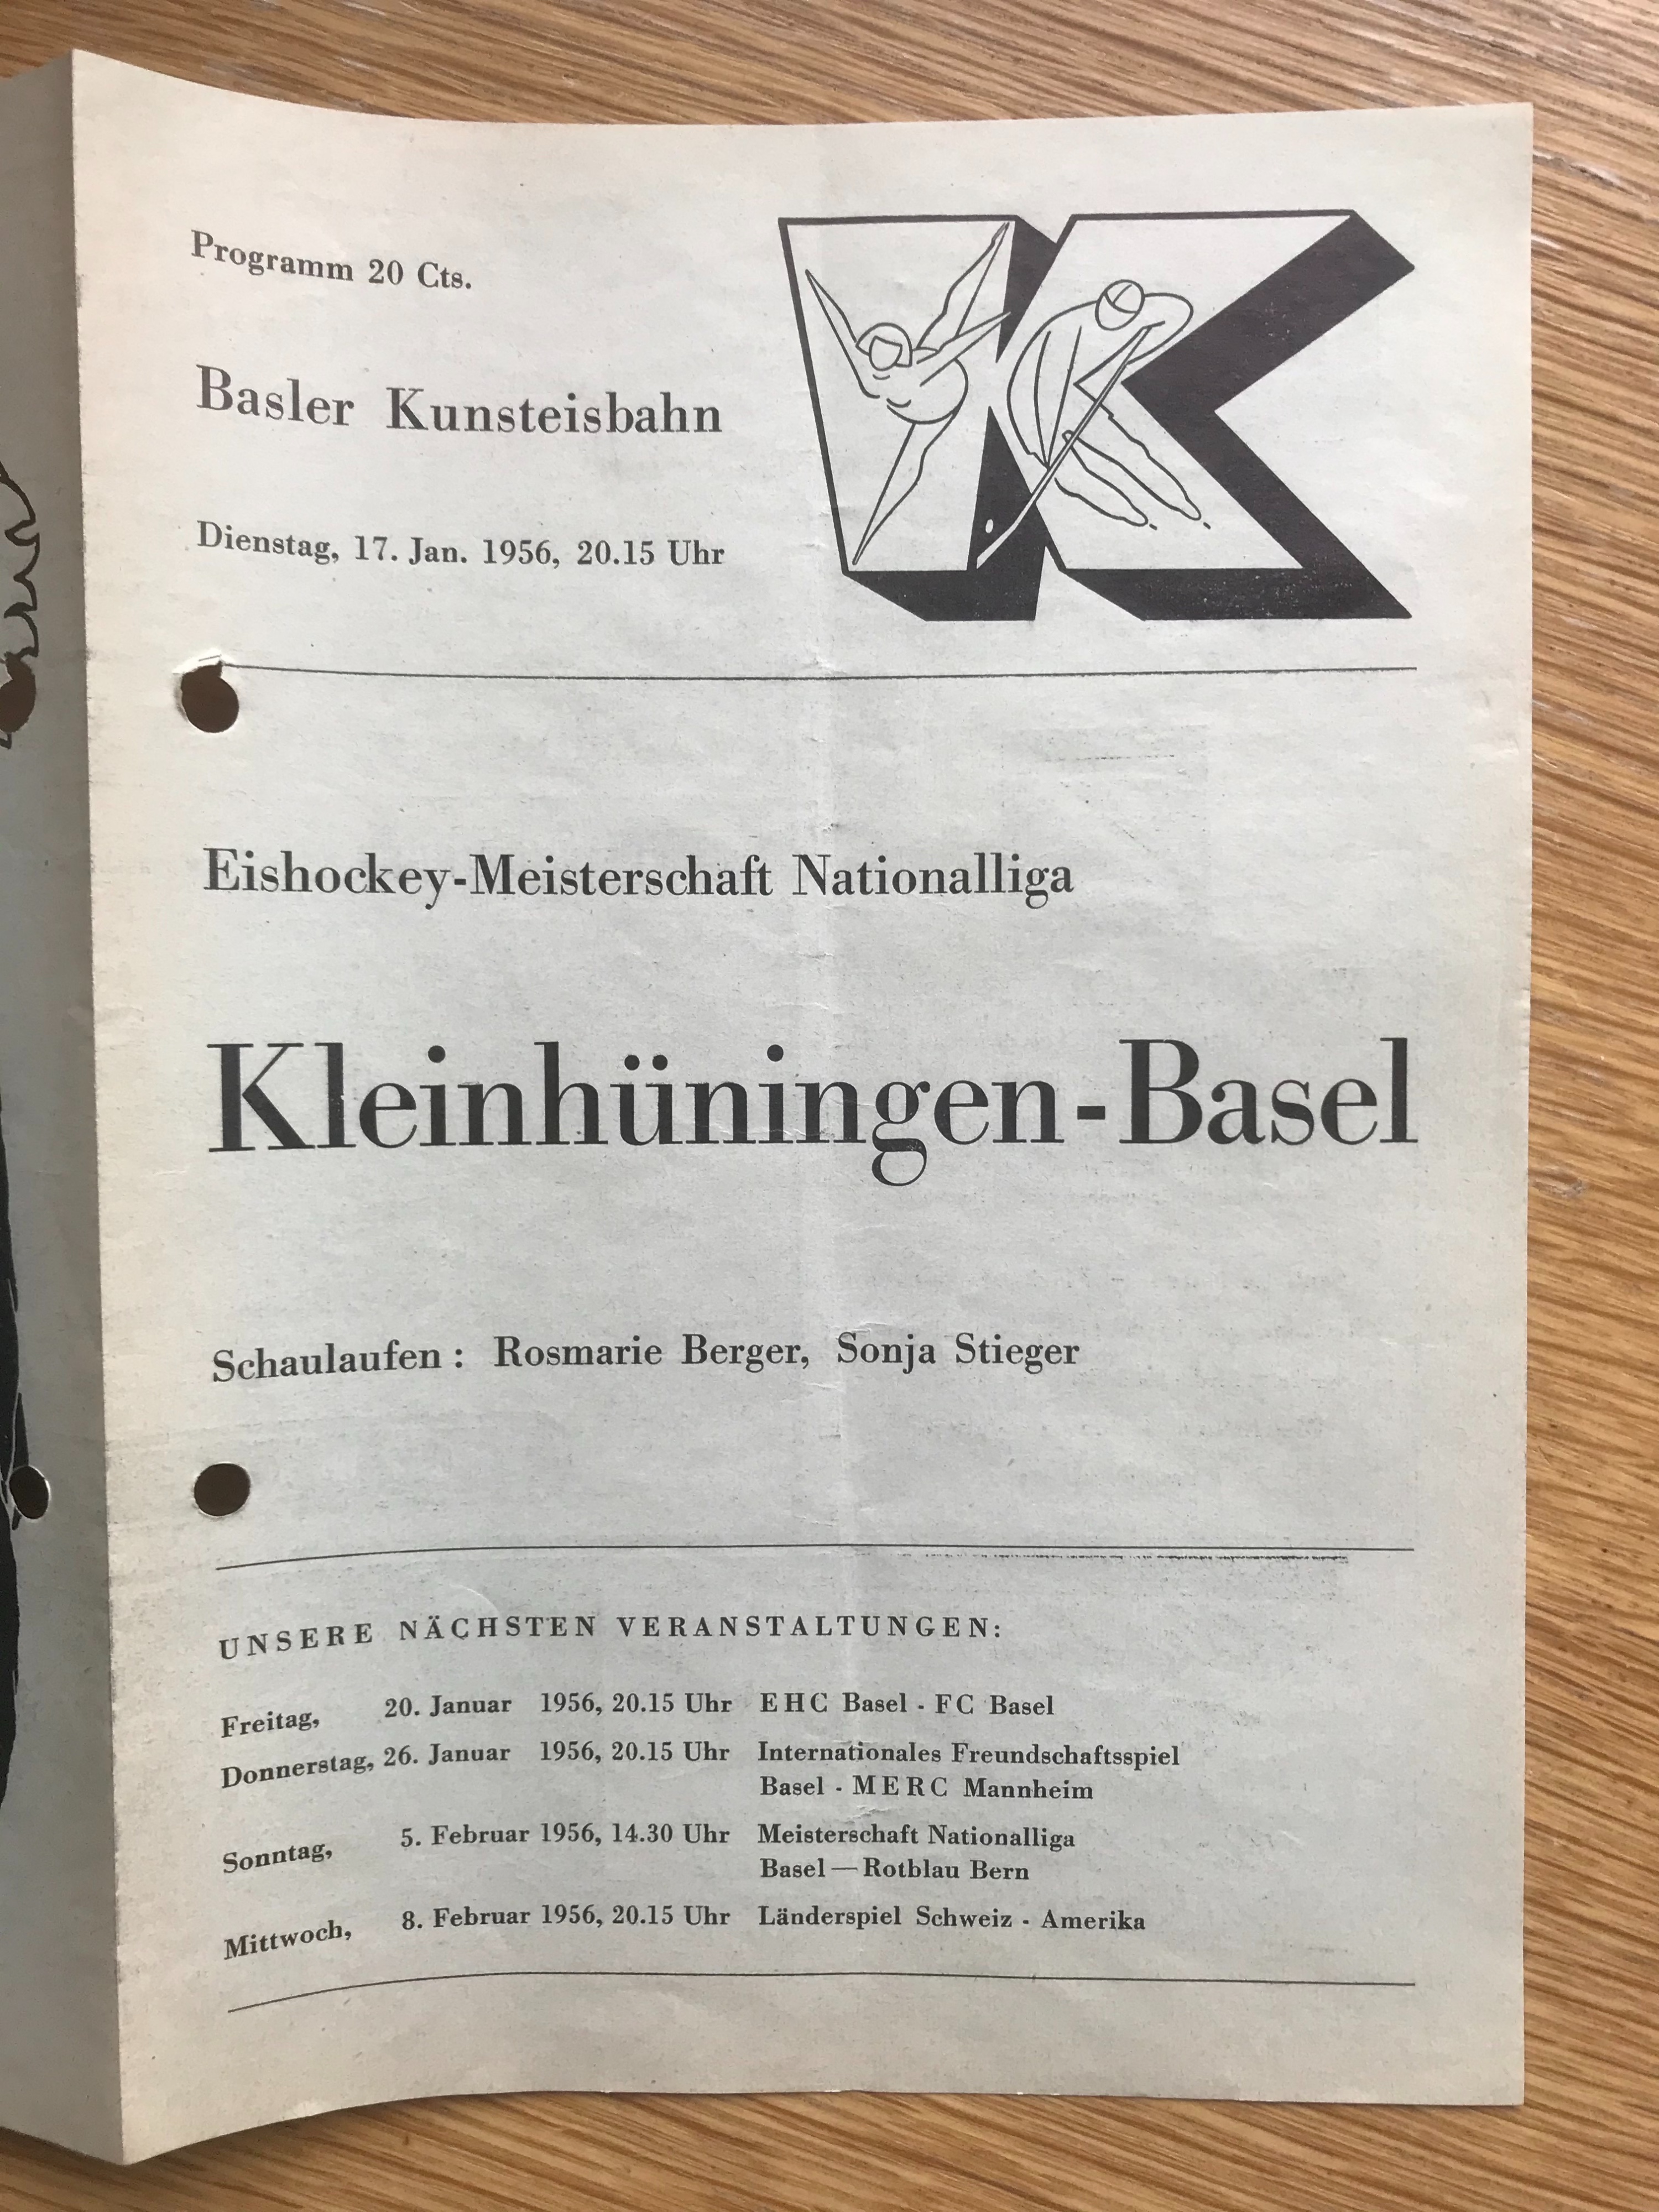 Programm 20 Cts.
Basler Kunsteisbahn
Dienstag, 17. Jan. 1956, 20.15 Uhr
K
Eishockey-Meisterschaft Nationalliga
Kleinhüningen-Basel
Schaulaufen: Rosmarie Berger, Sonja Stieger
UNSERE NÄCHSTEN VERANSTALTUNGEN:
Freitag, 20. Januar 1956, 20.15 Uhr EHC Basel - FC Basel
Donnerstag, 26. Januar 1956, 20.15 Uhr Internationales Freundschaftsspiel
Basel - MERC Mannheim
Sonntag, 5. Februar 1956, 14.30 Uhr Meisterschaft Nationalliga
Basel — Rotblau Bern
Mittwoch, 8. Februar 1956, 20.15 Uhr Länderspiel Schweiz - Amerika